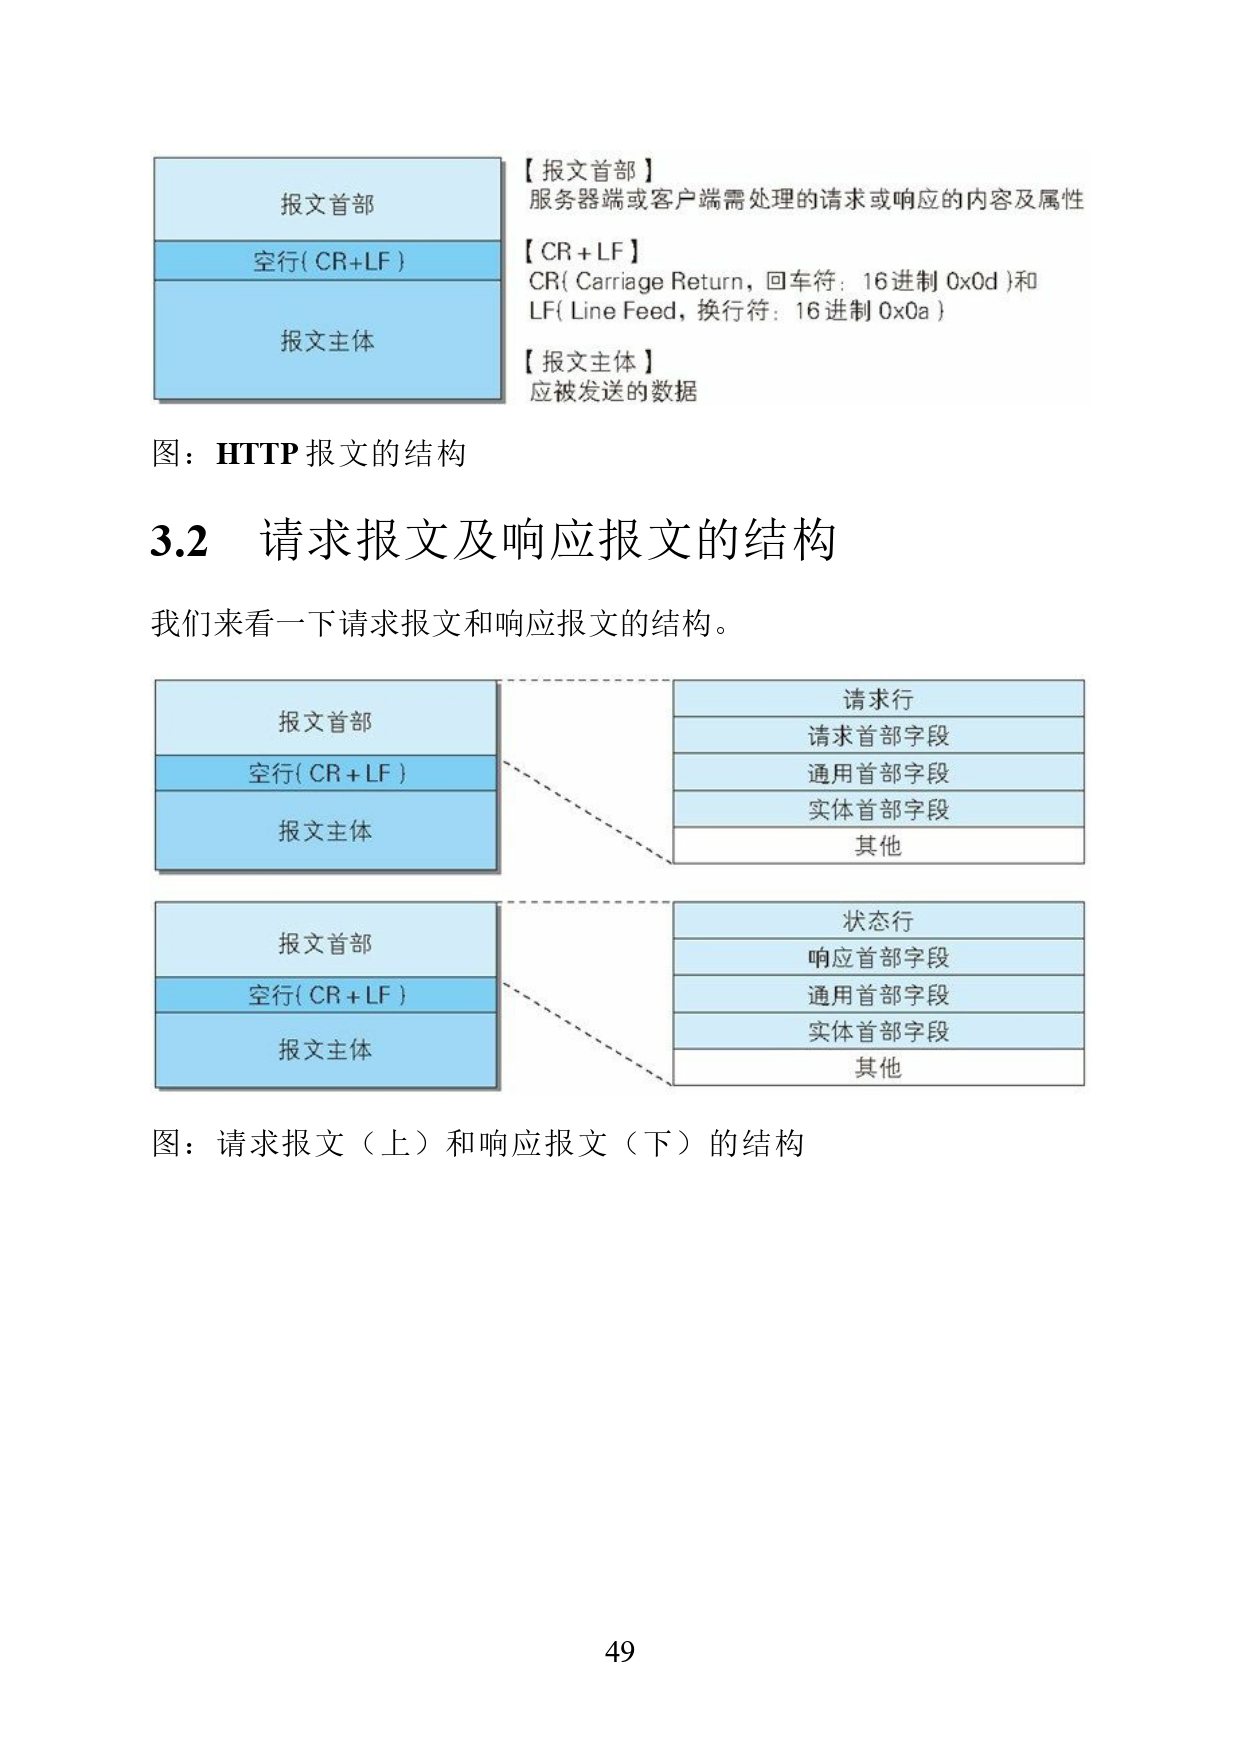 报文首部
空行(CR+LF)
报文主体
【报文首部】
服务器端或客户端需处理的请求或响应的内容及属性
【CR+LF】
CR(Carriage Return，回车符：16进制 0x0d)和
LF(Line Feed，换行符：16进制 0x0a)
【报文主体】
应被发送的数据
图：HTTP 报文的结构
3.2 请求报文及响应报文的结构
我们来看一下请求报文和响应报文的结构。
报文首部
空行(CR+LF)
报文主体
请求行
请求首部字段
通用首部字段
实体首部字段
其他
报文首部
空行(CR+LF)
报文主体
状态行
响应首部字段
通用首部字段
实体首部字段
其他
图：请求报文（上）和响应报文（下）的结构
49